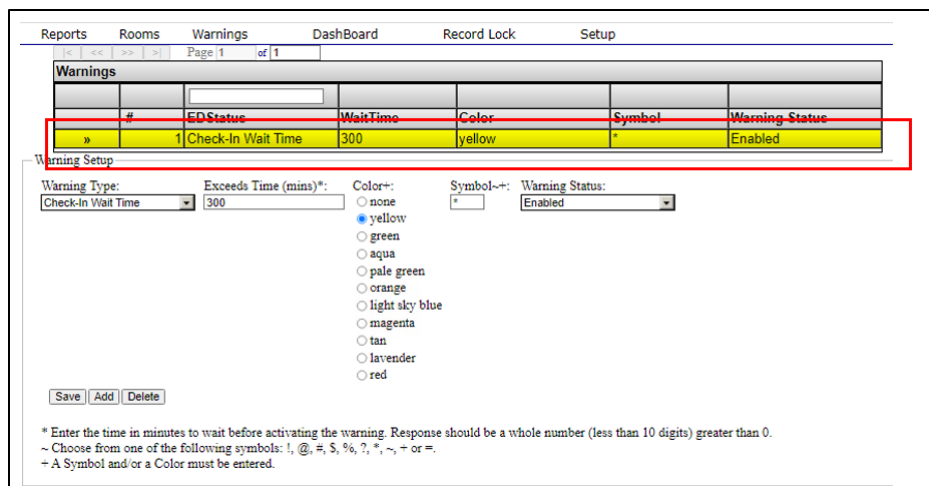 Reports Rooms Warnings DashBoard Record Lock Setup
|< << >> >| Page 1 of 1
Warnings
# EDStatus WaitTime Color Symbol Warning Status
» 1 Check-In Wait Time 300 yellow * Enabled
Warning Setup
Warning Type: Exceeds Time (mins)*: Color+: Symbol~+: Warning Status:
Check-In Wait Time 300 none * Enabled
yellow
green
aqua
pale green
orange
light sky blue
magenta
tan
lavender
red
Save Add Delete
* Enter the time in minutes to wait before activating the warning. Response should be a whole number (less than 10 digits) greater than 0.
~ Choose from one of the following symbols: !, @, #, $, %, ?, *, ~, + or =.
+ A Symbol and/or a Color must be entered.